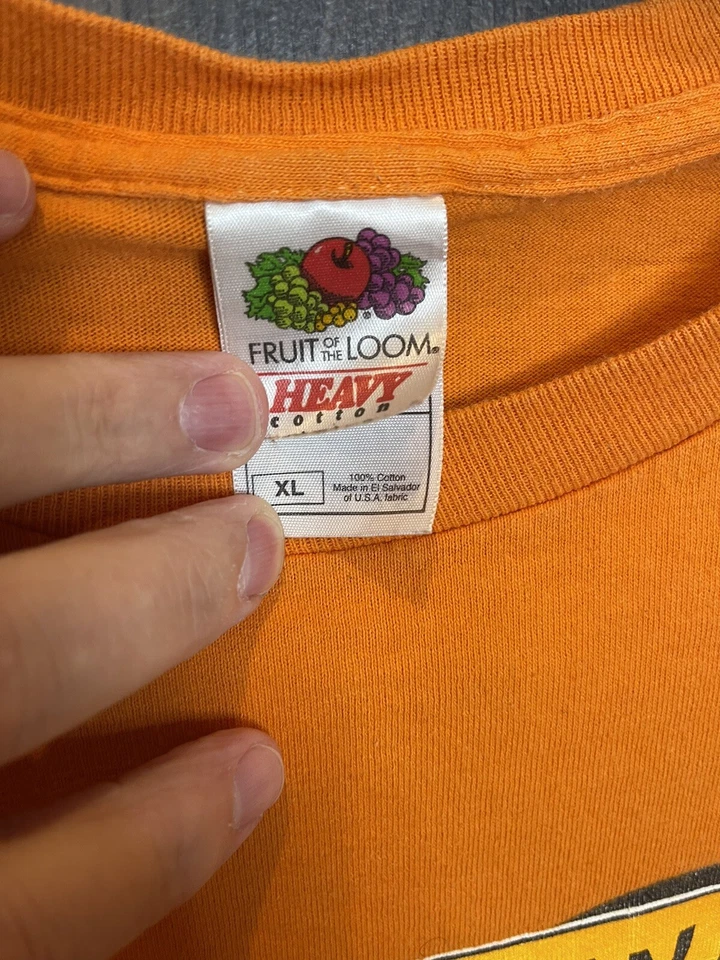 FRUIT OF THE LOOM®
HEAVY
cotton
XL
100% Cotton
Made in El Salvador
of U.S.A. fabric